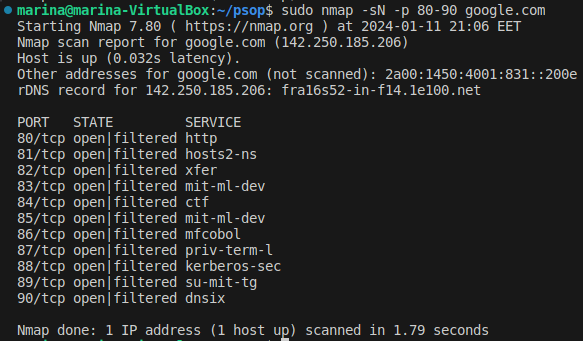 marina@marina-VirtualBox:~/psop$ sudo nmap -sN -p 80-90 google.com
Starting Nmap 7.80 ( https://nmap.org ) at 2024-01-11 21:06 EET
Nmap scan report for google.com (142.250.185.206)
Host is up (0.032s latency).
Other addresses for google.com (not scanned): 2a00:1450:4001:831::200e
rDNS record for 142.250.185.206: fra16s52-in-f14.1e100.net

PORT   STATE         SERVICE
80/tcp open|filtered http
81/tcp open|filtered hosts2-ns
82/tcp open|filtered xfer
83/tcp open|filtered mit-ml-dev
84/tcp open|filtered ctf
85/tcp open|filtered mit-ml-dev
86/tcp open|filtered mfcobol
87/tcp open|filtered priv-term-l
88/tcp open|filtered kerberos-sec
89/tcp open|filtered su-mit-tg
90/tcp open|filtered dnsix

Nmap done: 1 IP address (1 host up) scanned in 1.79 seconds